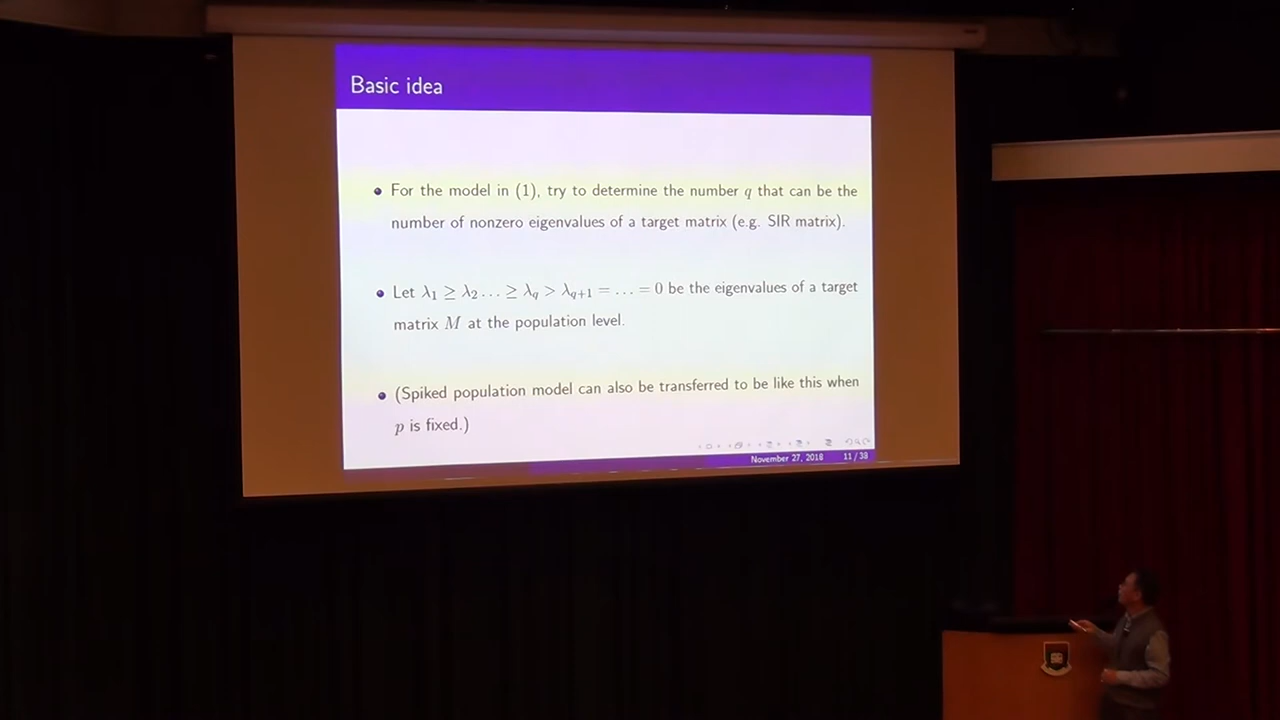 Basic idea
For the model in (1), try to determine the number q that can be the
number of nonzero eigenvalues of a target matrix (e.g. SIR matrix).
Let λ₁ ≥ λ₂ … ≥ λ_q > λ_{q+1} = … = 0 be the eigenvalues of a target
matrix M at the population level.
(Spiked population model can also be transferred to be like this when
p is fixed.)
November 27, 2018 11 / 38